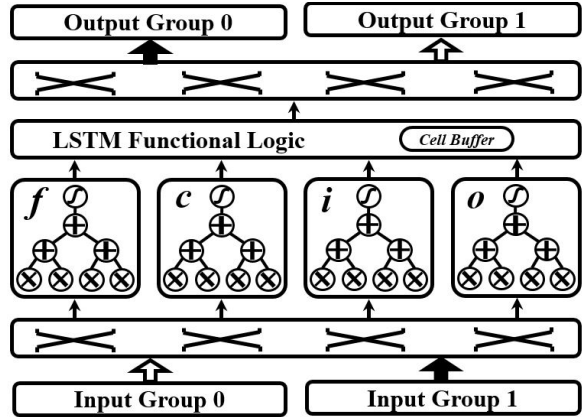 Output Group 0
Output Group 1
LSTM Functional Logic
Cell Buffer
f
c
i
o
Input Group 0
Input Group 1